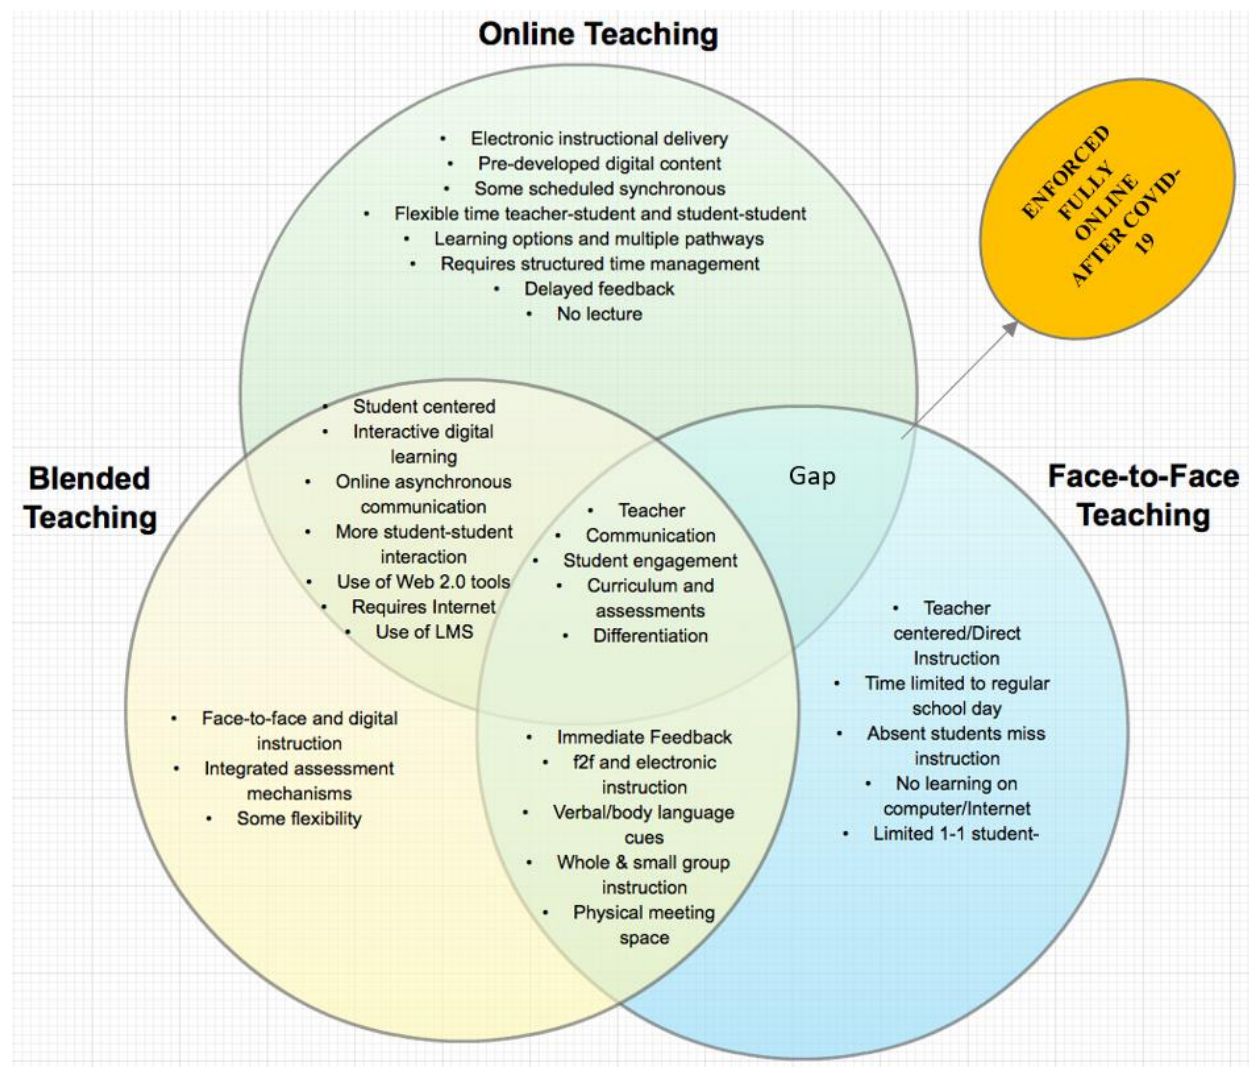 Online Teaching
• Electronic instructional delivery
• Pre-developed digital content
• Some scheduled synchronous
• Flexible time teacher-student and student-student
• Learning options and multiple pathways
• Requires structured time management
• Delayed feedback
• No lecture
ENFORCED
FULLY
ONLINE
AFTER COVID-
19
Blended
Teaching
• Student centered
• Interactive digital
learning
• Online asynchronous
communication
• More student-student
interaction
• Use of Web 2.0 tools
• Requires Internet
• Use of LMS
• Teacher
• Communication
• Student engagement
• Curriculum and
assessments
• Differentiation
Gap
Face-to-Face
Teaching
• Teacher
centered/Direct
Instruction
• Time limited to regular
school day
• Absent students miss
instruction
• No learning on
computer/Internet
• Limited 1-1 student-
• Face-to-face and digital
instruction
• Integrated assessment
mechanisms
• Some flexibility
• Immediate Feedback
• f2f and electronic
instruction
• Verbal/body language
cues
• Whole & small group
instruction
• Physical meeting
space